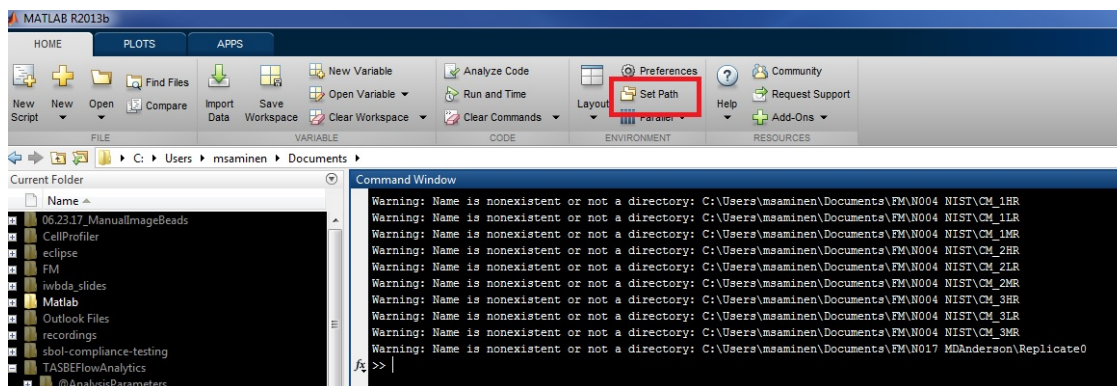 MATLAB R2013b
HOME PLOTS APPS
New Script
New
Open
Find Files
Compare
FILE
Import Data
Save Workspace
New Variable
Open Variable
Clear Workspace
VARIABLE
Analyze Code
Run and Time
Clear Commands
CODE
Layout
Preferences
Set Path
Parallel
ENVIRONMENT
Help
Community
Request Support
Add-Ons
RESOURCES
C: Users msaminen Documents
Current Folder
Name
06.23.17_ManualImageBeads
CellProfiler
eclipse
FM
iwbda_slides
Matlab
Outlook Files
recordings
sbol-compliance-testing
TASBEFlowAnalytics
@AnalysisParameters
Command Window
Warning: Name is nonexistent or not a directory: C:\Users\msaminen\Documents\FM\N004 NIST\CM_1HR
Warning: Name is nonexistent or not a directory: C:\Users\msaminen\Documents\FM\N004 NIST\CM_1LR
Warning: Name is nonexistent or not a directory: C:\Users\msaminen\Documents\FM\N004 NIST\CM_1MR
Warning: Name is nonexistent or not a directory: C:\Users\msaminen\Documents\FM\N004 NIST\CM_2HR
Warning: Name is nonexistent or not a directory: C:\Users\msaminen\Documents\FM\N004 NIST\CM_2LR
Warning: Name is nonexistent or not a directory: C:\Users\msaminen\Documents\FM\N004 NIST\CM_2MR
Warning: Name is nonexistent or not a directory: C:\Users\msaminen\Documents\FM\N004 NIST\CM_3HR
Warning: Name is nonexistent or not a directory: C:\Users\msaminen\Documents\FM\N004 NIST\CM_3LR
Warning: Name is nonexistent or not a directory: C:\Users\msaminen\Documents\FM\N004 NIST\CM_3MR
Warning: Name is nonexistent or not a directory: C:\Users\msaminen\Documents\FM\N017 MDAnderson\Replicate0
fx >>